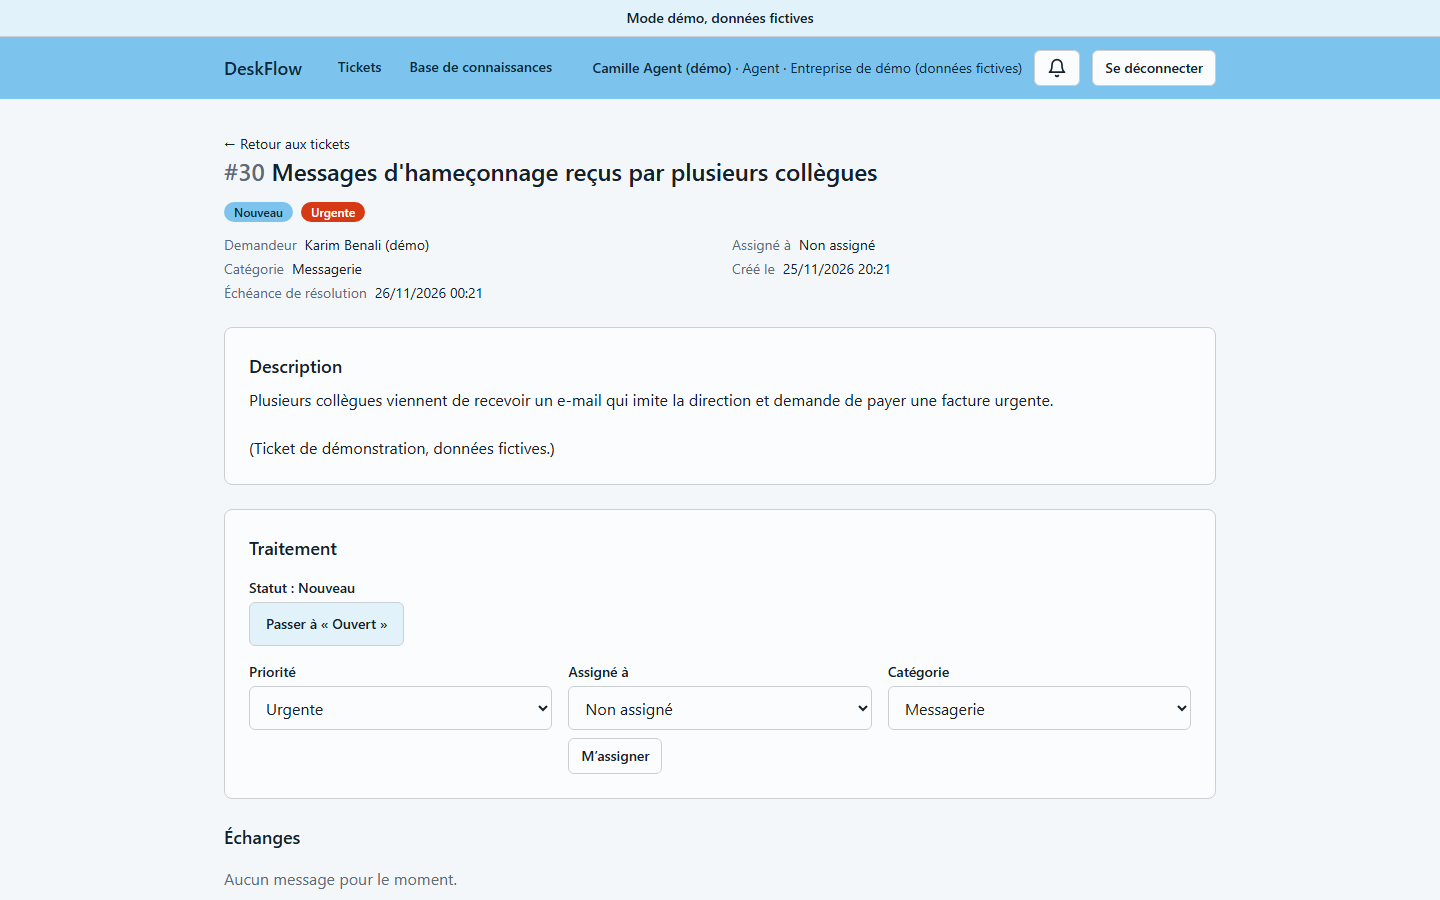 Mode démo, données fictives
DeskFlow Tickets Base de connaissances Camille Agent (démo) · Agent · Entreprise de démo (données fictives) Se déconnecter
← Retour aux tickets
#30 Messages d'hameçonnage reçus par plusieurs collègues
Nouveau Urgente
Demandeur Karim Benali (démo) Assigné à Non assigné
Catégorie Messagerie Créé le 25/11/2026 20:21
Échéance de résolution 26/11/2026 00:21
Description
Plusieurs collègues viennent de recevoir un e-mail qui imite la direction et demande de payer une facture urgente.
(Ticket de démonstration, données fictives.)
Traitement
Statut : Nouveau
Passer à « Ouvert »
Priorité Assigné à Catégorie
Urgente Non assigné Messagerie
M’assigner
Échanges
Aucun message pour le moment.